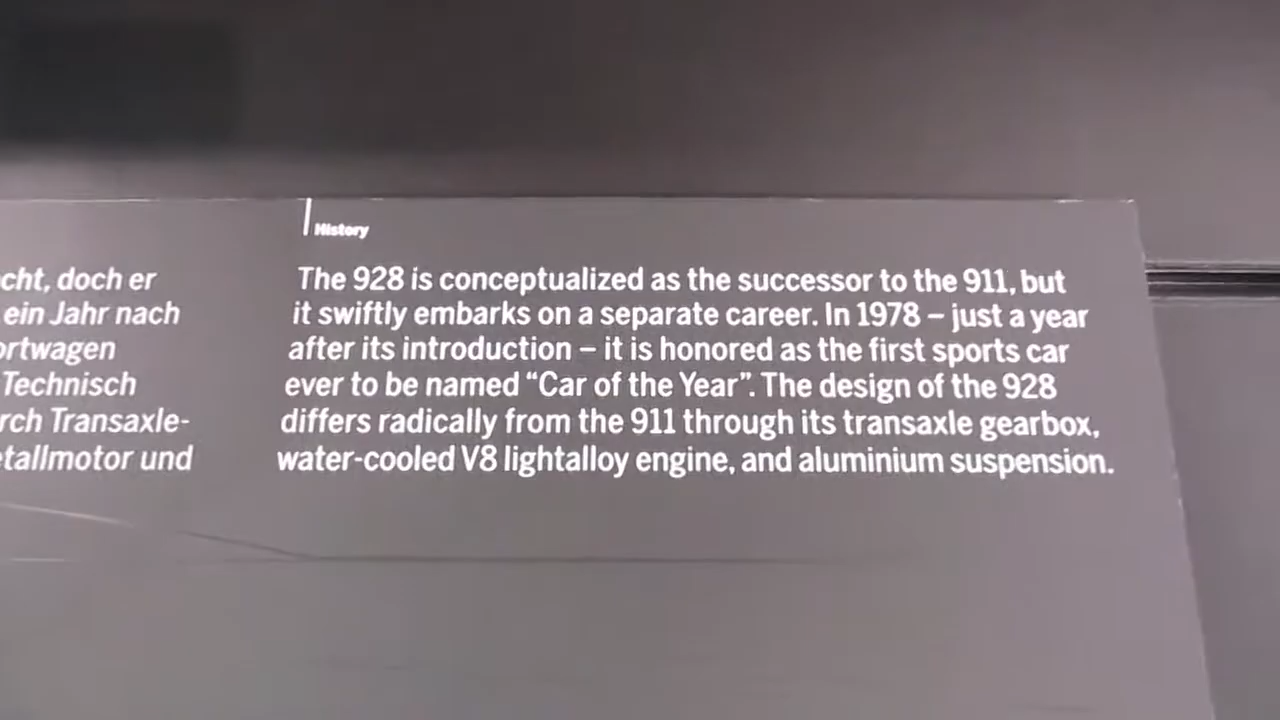 cht, doch er
ein Jahr nach
ortwagen
Technisch
rch Transaxle-
etallmotor und
History
The 928 is conceptualized as the successor to the 911, but
it swiftly embarks on a separate career. In 1978 – just a year
after its introduction – it is honored as the first sports car
ever to be named “Car of the Year”. The design of the 928
differs radically from the 911 through its transaxle gearbox,
water-cooled V8 lightalloy engine, and aluminium suspension.